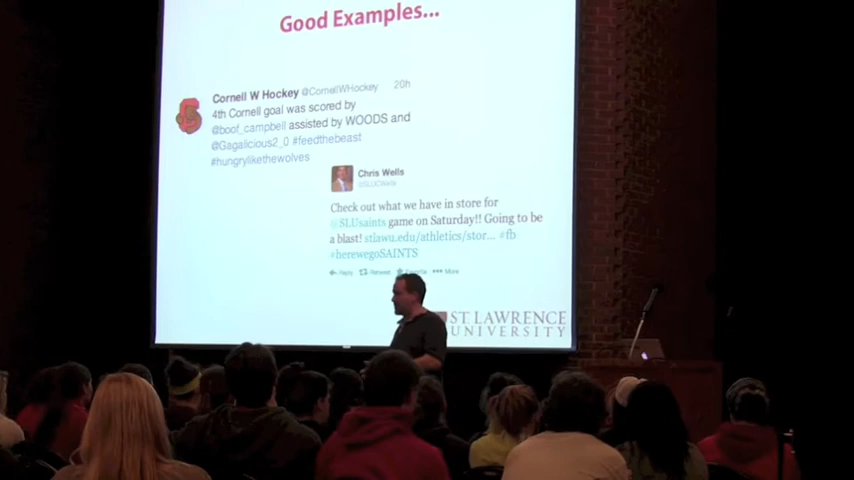 Good Examples...
Cornell W Hockey @CornellWHockey 20h
4th Cornell goal was scored by
@boof_campbell assisted by WOODS and
@Gagalicious2_0 #feedthebeast
#hungrylikethewolves
Chris Wells
@SLUCWells
Check out what we have in store for
@SLUsaints game on Saturday!! Going to be
a blast! stlawu.edu/athletics/stor... #fb
#herewegoSAINTS
Reply Retweet Favorite More
ST LAWRENCE
UNIVERSITY